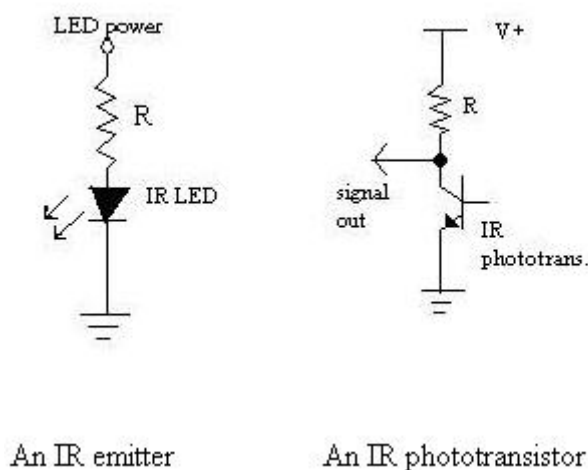 LED power
R
IR LED
V+
R
signal
out
IR
phototrans.
An IR emitter
An IR phototransistor